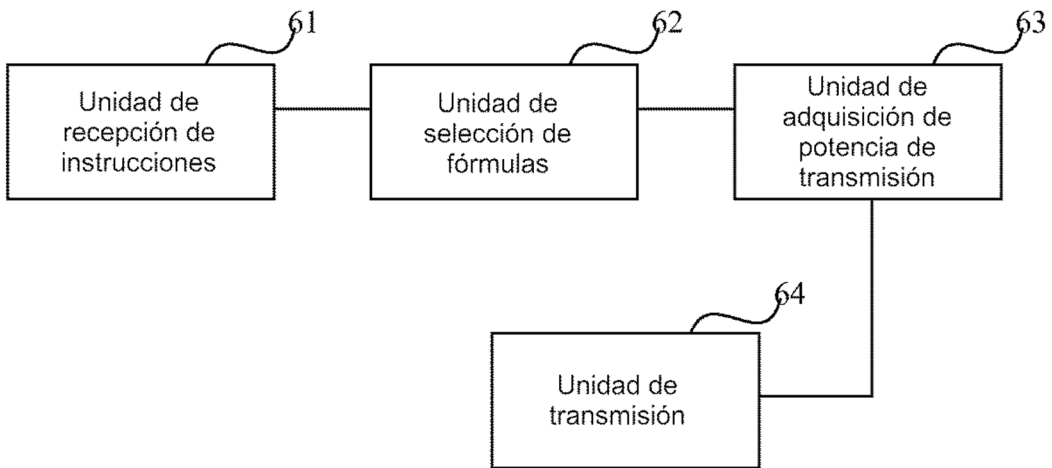 61
62
63
Unidad de
recepción de
instrucciones
Unidad de
selección de
fórmulas
Unidad de
adquisición de
potencia de
transmisión
64
Unidad de
transmisión